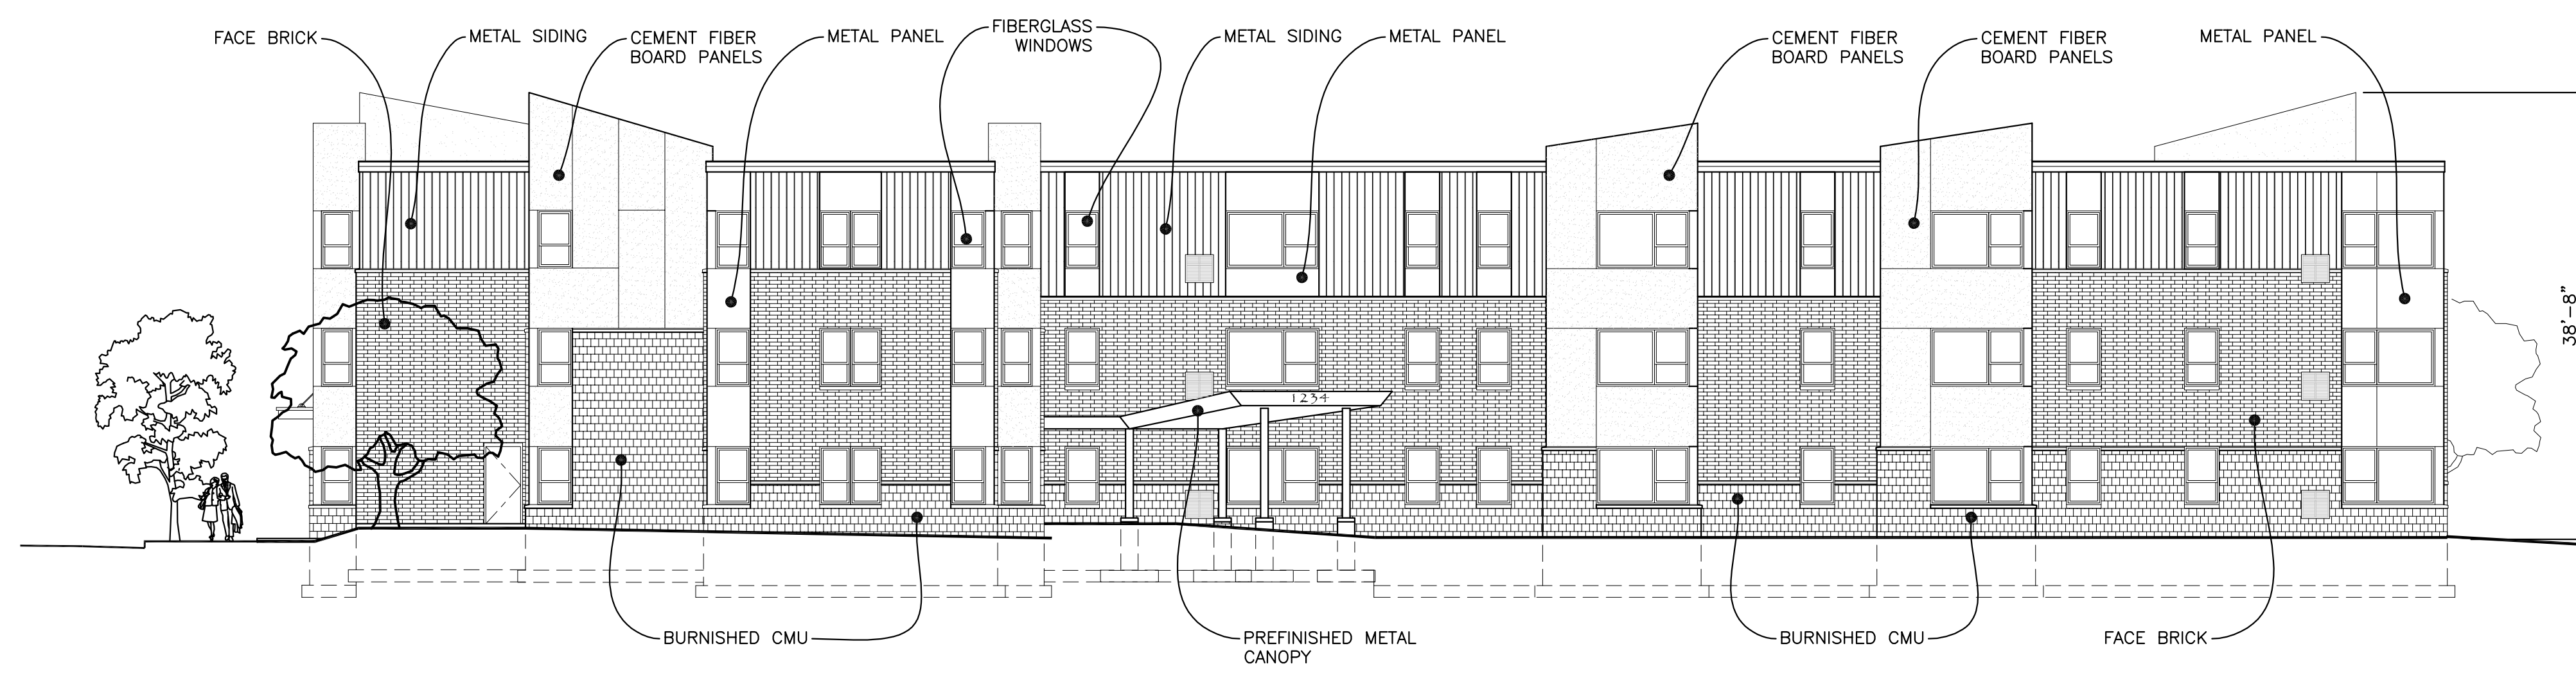 FACE BRICK
METAL SIDING
CEMENT FIBER
BOARD PANELS
METAL PANEL
FIBERGLASS
WINDOWS
METAL SIDING
METAL PANEL
CEMENT FIBER
BOARD PANELS
CEMENT FIBER
BOARD PANELS
METAL PANEL
38'-8"
1234
BURNISHED CMU
PREFINISHED METAL
CANOPY
BURNISHED CMU
FACE BRICK